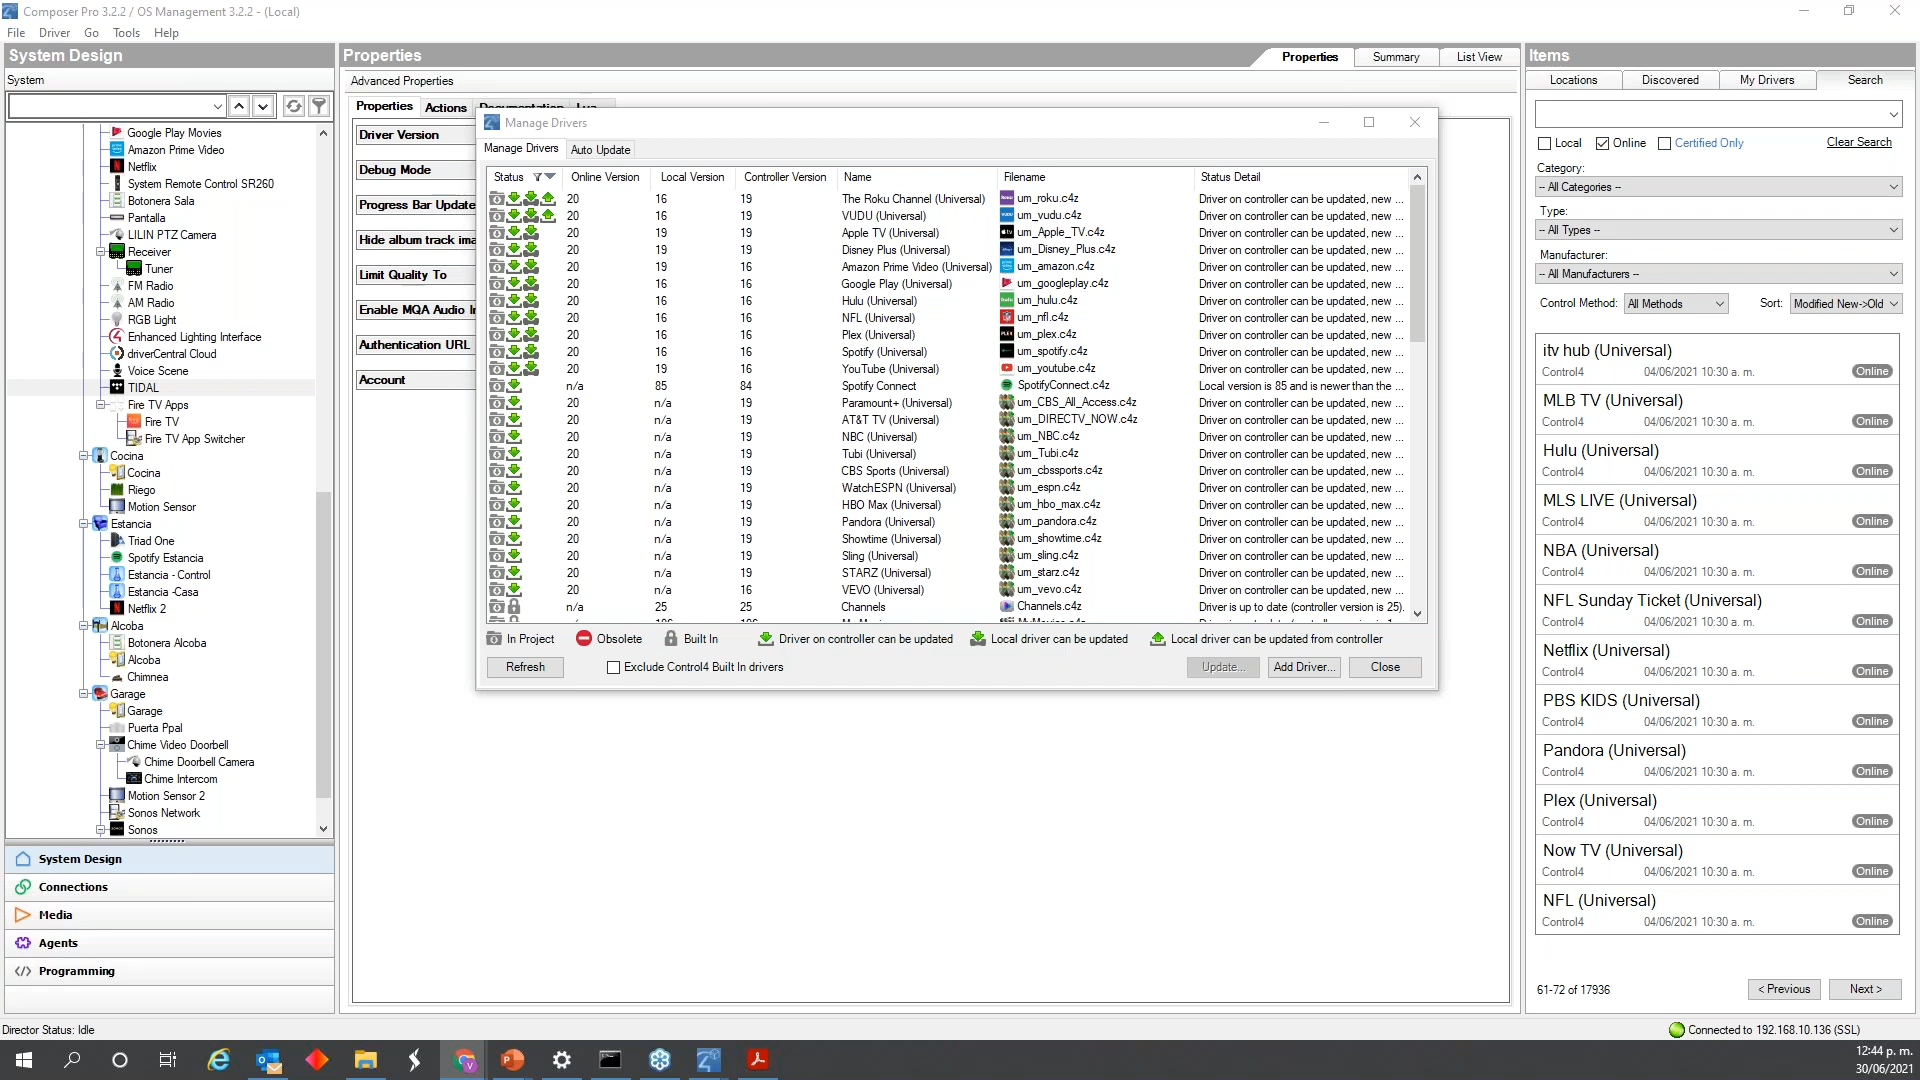 Composer Pro 3.2.2 / OS Management 3.2.2 - (Local)
File Driver Go Tools Help
System Design
System
Google Play Movies
Amazon Prime Video
Netflix
System Remote Control SR260
Botonera Sala
Pantalla
LILIN PTZ Camera
Receiver
Tuner
FM Radio
AM Radio
RGB Light
Enhanced Lighting Interface
driverCentral Cloud
Voice Scene
TIDAL
Fire TV Apps
Fire TV
Fire TV App Switcher
Cocina
Cocina
Riego
Motion Sensor
Estancia
Triad One
Spotify Estancia
Estancia - Control
Estancia -Casa
Netflix 2
Alcoba
Botonera Alcoba
Alcoba
Chimnea
Garage
Garage
Puerta Ppal
Chime Video Doorbell
Chime Doorbell Camera
Chime Intercom
Motion Sensor 2
Sonos Network
Sonos
System Design
Connections
Media
Agents
Programming
Properties
Properties Summary List View
Advanced Properties
Properties Actions Documentation Lua
Driver Version
Debug Mode
Progress Bar Update
Hide album track ima
Limit Quality To
Enable MQA Audio
Authentication URL
Account
Manage Drivers
Manage Drivers Auto Update
Status Online Version Local Version Controller Version Name Filename Status Detail
20 16 19 The Roku Channel (Universal) um_roku.c4z Driver on controller can be updated, new ...
20 16 19 VUDU (Universal) um_vudu.c4z Driver on controller can be updated, new ...
20 19 19 Apple TV (Universal) um_Apple_TV.c4z Driver on controller can be updated, new ...
20 19 19 Disney Plus (Universal) um_Disney_Plus.c4z Driver on controller can be updated, new ...
20 19 16 Amazon Prime Video (Universal) um_amazon.c4z Driver on controller can be updated, new ...
20 16 16 Google Play (Universal) um_googleplay.c4z Driver on controller can be updated, new ...
20 16 16 Hulu (Universal) um_hulu.c4z Driver on controller can be updated, new ...
20 16 16 NFL (Universal) um_nfl.c4z Driver on controller can be updated, new ...
20 16 16 Plex (Universal) um_plex.c4z Driver on controller can be updated, new ...
20 16 16 Spotify (Universal) um_spotify.c4z Driver on controller can be updated, new ...
20 19 16 YouTube (Universal) um_youtube.c4z Driver on controller can be updated, new ...
n/a 85 84 Spotify Connect SpotifyConnect.c4z Local version is 85 and is newer than the ...
20 n/a 19 Paramount+ (Universal) um_CBS_All_Access.c4z Driver on controller can be updated, new ...
20 n/a 19 AT&T TV (Universal) um_DIRECTV_NOW.c4z Driver on controller can be updated, new ...
20 n/a 19 NBC (Universal) um_NBC.c4z Driver on controller can be updated, new ...
20 n/a 19 Tubi (Universal) um_Tubi.c4z Driver on controller can be updated, new ...
20 n/a 19 CBS Sports (Universal) um_cbssports.c4z Driver on controller can be updated, new ...
20 n/a 19 WatchESPN (Universal) um_espn.c4z Driver on controller can be updated, new ...
20 n/a 19 HBO Max (Universal) um_hbo_max.c4z Driver on controller can be updated, new ...
20 n/a 19 Pandora (Universal) um_pandora.c4z Driver on controller can be updated, new ...
20 n/a 19 Showtime (Universal) um_showtime.c4z Driver on controller can be updated, new ...
20 n/a 19 Sling (Universal) um_sling.c4z Driver on controller can be updated, new ...
20 n/a 19 STARZ (Universal) um_starz.c4z Driver on controller can be updated, new ...
20 n/a 16 VEVO (Universal) um_vevo.c4z Driver on controller can be updated, new ...
n/a 25 25 Channels Channels.c4z Driver is up to date (controller version is 25).
In Project Obsolete Built In Driver on controller can be updated Local driver can be updated Local driver can be updated from controller
Refresh Exclude Control4 Built In drivers Update... Add Driver... Close
Items
Locations Discovered My Drivers Search
Local Online Certified Only Clear Search
Category:
-- All Categories --
Type:
-- All Types --
Manufacturer:
-- All Manufacturers --
Control Method: All Methods Sort: Modified New->Old
itv hub (Universal)
Control4 04/06/2021 10:30 a. m. Online
MLB TV (Universal)
Control4 04/06/2021 10:30 a. m. Online
Hulu (Universal)
Control4 04/06/2021 10:30 a. m. Online
MLS LIVE (Universal)
Control4 04/06/2021 10:30 a. m. Online
NBA (Universal)
Control4 04/06/2021 10:30 a. m. Online
NFL Sunday Ticket (Universal)
Control4 04/06/2021 10:30 a. m. Online
Netflix (Universal)
Control4 04/06/2021 10:30 a. m. Online
PBS KIDS (Universal)
Control4 04/06/2021 10:30 a. m. Online
Pandora (Universal)
Control4 04/06/2021 10:30 a. m. Online
Plex (Universal)
Control4 04/06/2021 10:30 a. m. Online
Now TV (Universal)
Control4 04/06/2021 10:30 a. m. Online
NFL (Universal)
Control4 04/06/2021 10:30 a. m. Online
61-72 of 17936 < Previous Next >
Director Status: Idle
Connected to 192.168.10.136 (SSL)
12:44 p. m.
30/06/2021